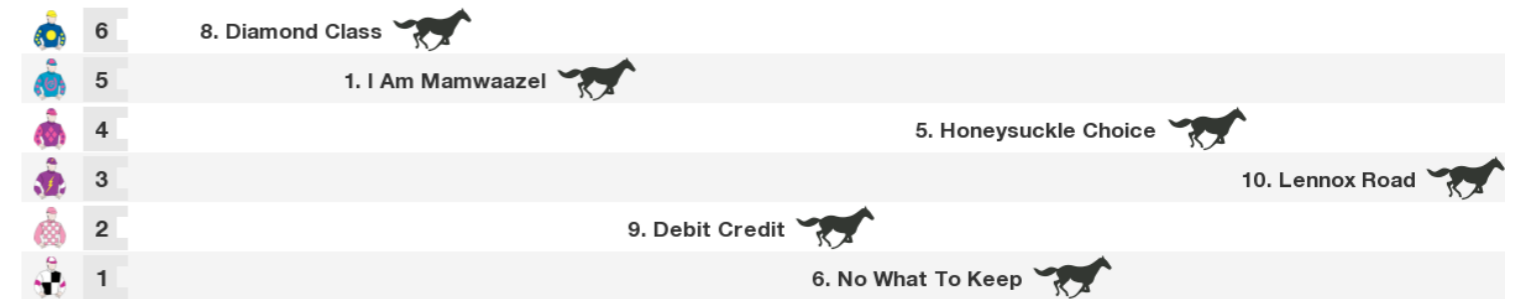 6 8. Diamond Class
5 1. I Am Mamwaazel
4 5. Honeysuckle Choice
3 10. Lennox Road
2 9. Debit Credit
1 6. No What To Keep